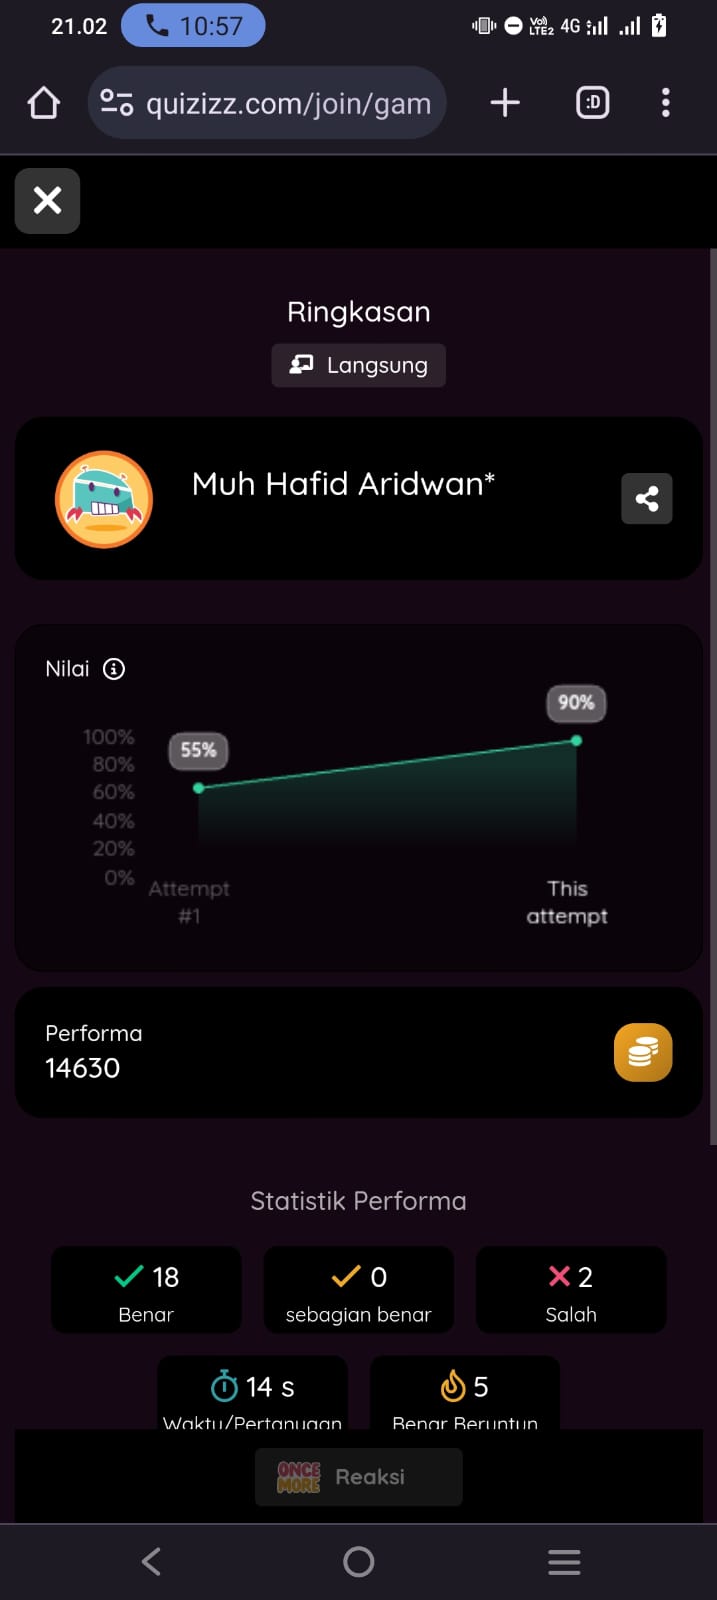 21.02 10:57 Vo)) LTE2 4G
quizizz.com/join/gam :D
Ringkasan
Langsung
Muh Hafid Aridwan*
Nilai
90%
55%
100%
80%
60%
40%
20%
0%
Attempt
#1
This
attempt
Performa
14630
Statistik Performa
18
Benar
0
sebagian benar
2
Salah
14 s
Waktu/Pertanyaan
5
Benar Beruntun
ONCE
MORE
Reaksi